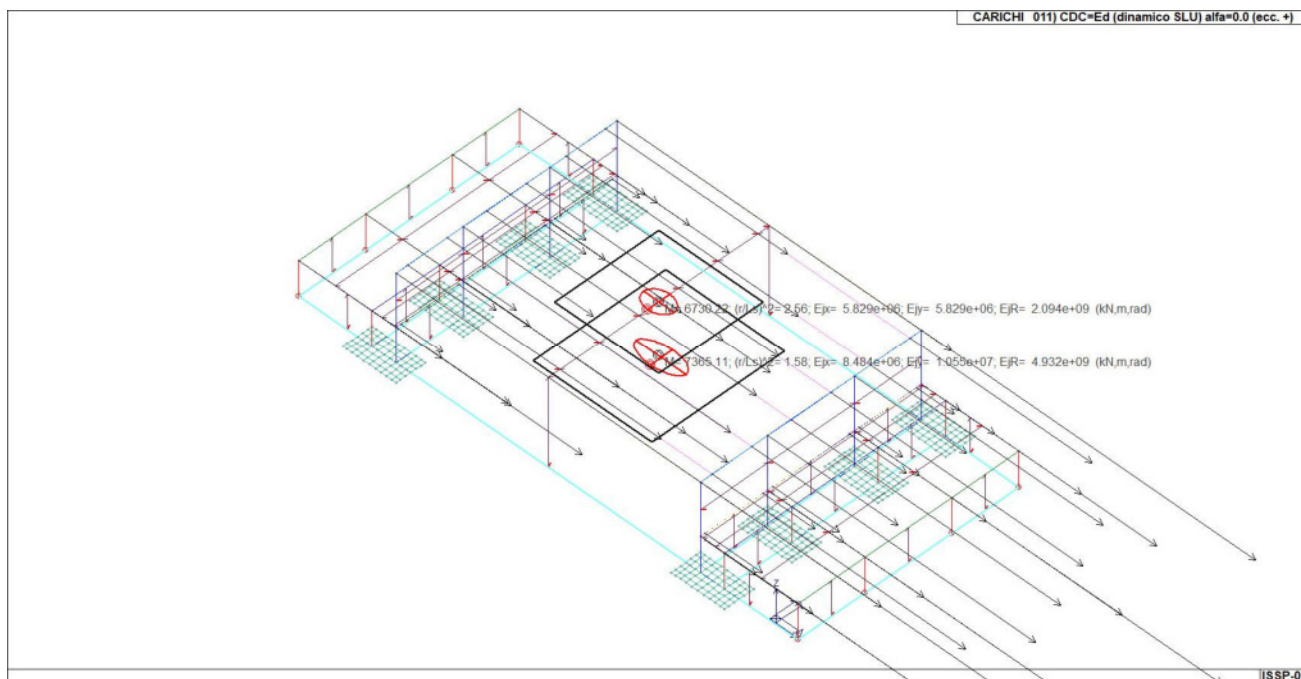 CARICHI 011) CDC=Ed (dinamico SLU) alfa=0.0 (ecc. +)
M= 6730.22; (r/Ls)^2= 2.56; Ejx= 5.829e+06; Ejy= 5.829e+06; EjR= 2.094e+09 (kN,m,rad)
M= 7365.11; (r/Ls)^2= 1.58; Ejx= 8.484e+06; Ejy= 1.055e+07; EjR= 4.932e+09 (kN,m,rad)
Z
ISSP-0